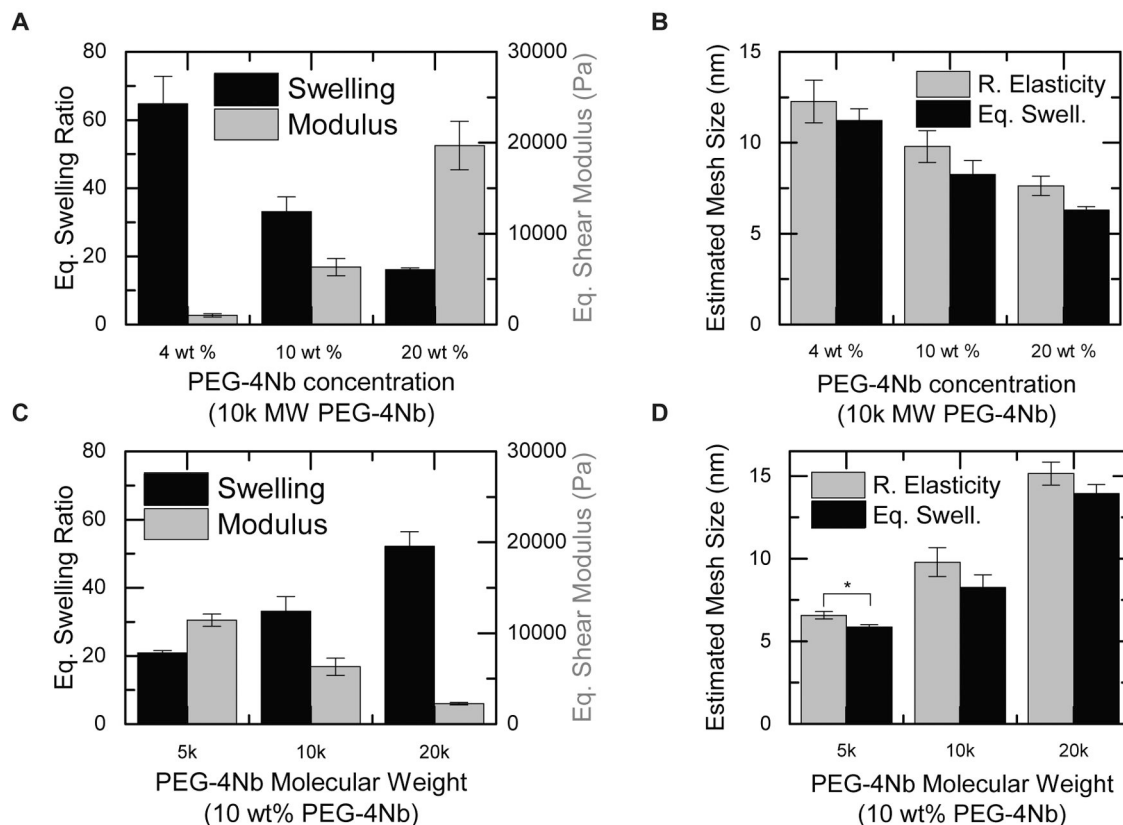 A
80
60
40
20
0
Eq. Swelling Ratio
Swelling
Modulus
30000
20000
10000
0
Eq. Shear Modulus (Pa)
4 wt %
10 wt %
20 wt %
PEG-4Nb concentration
(10k MW PEG-4Nb)
B
15
10
5
0
Estimated Mesh Size (nm)
R. Elasticity
Eq. Swell.
4 wt %
10 wt %
20 wt %
PEG-4Nb concentration
(10k MW PEG-4Nb)
C
80
60
40
20
0
Eq. Swelling Ratio
Swelling
Modulus
30000
20000
10000
0
Eq. Shear Modulus (Pa)
5k
10k
20k
PEG-4Nb Molecular Weight
(10 wt% PEG-4Nb)
D
15
10
5
0
Estimated Mesh Size (nm)
R. Elasticity
Eq. Swell.
*
5k
10k
20k
PEG-4Nb Molecular Weight
(10 wt% PEG-4Nb)